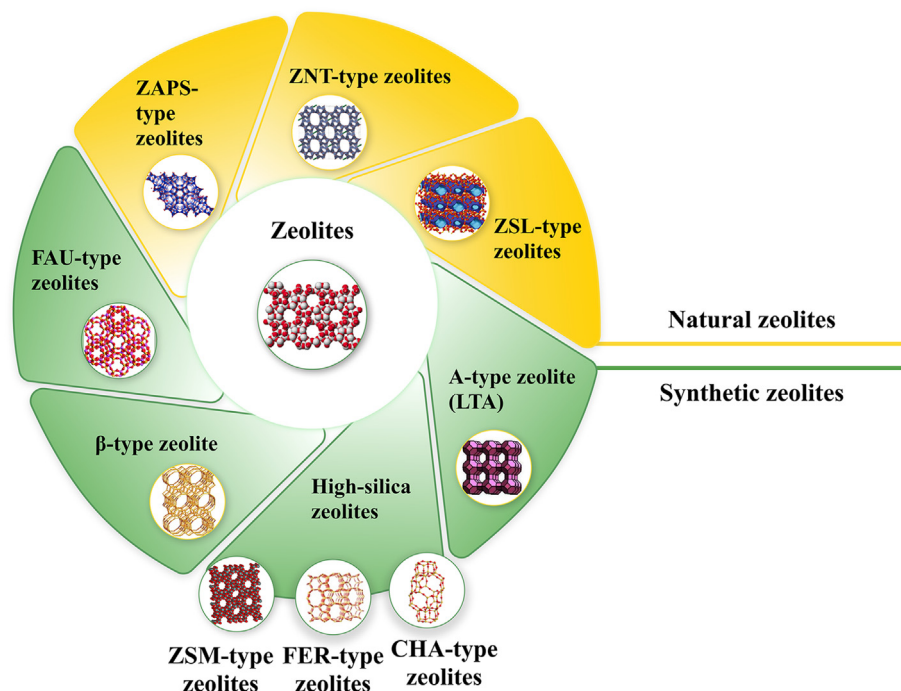 ZNT-type zeolites
ZAPS-
type
zeolites
ZSL-type
zeolites
Zeolites
FAU-type
zeolites
Natural zeolites
Synthetic zeolites
A-type zeolite
(LTA)
β-type zeolite
High-silica
zeolites
ZSM-type
zeolites
FER-type
zeolites
CHA-type
zeolites